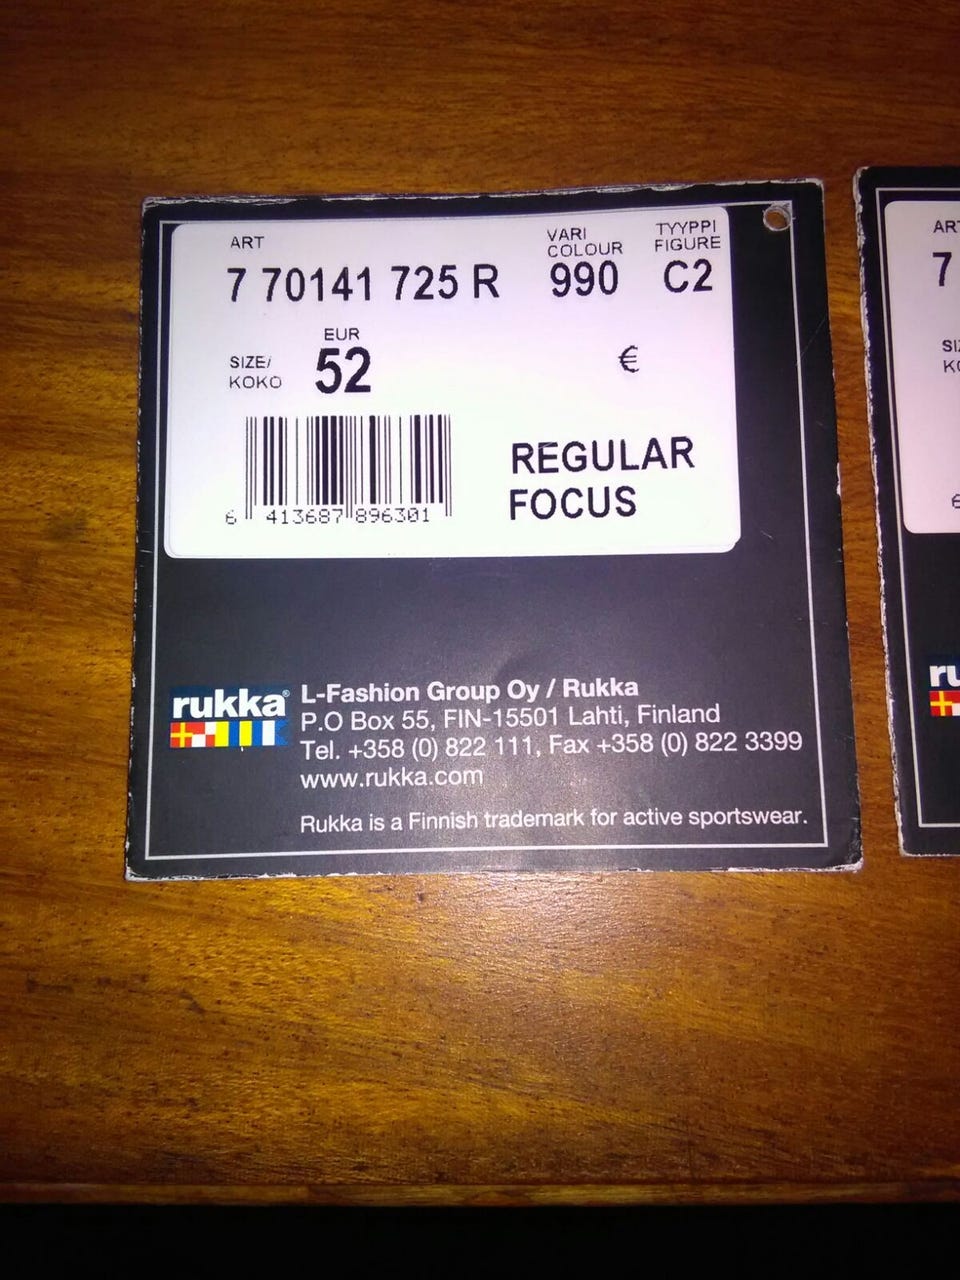 ART
VARI
COLOUR
TYYPPI
FIGURE
7 70141 725 R 990 C2
EUR
SIZE/
KOKO
52 €
REGULAR
FOCUS
6 413687 896301
rukka®
L-Fashion Group Oy / Rukka
P.O Box 55, FIN-15501 Lahti, Finland
Tel. +358 (0) 822 111, Fax +358 (0) 822 3399
www.rukka.com
Rukka is a Finnish trademark for active sportswear.
ART
7